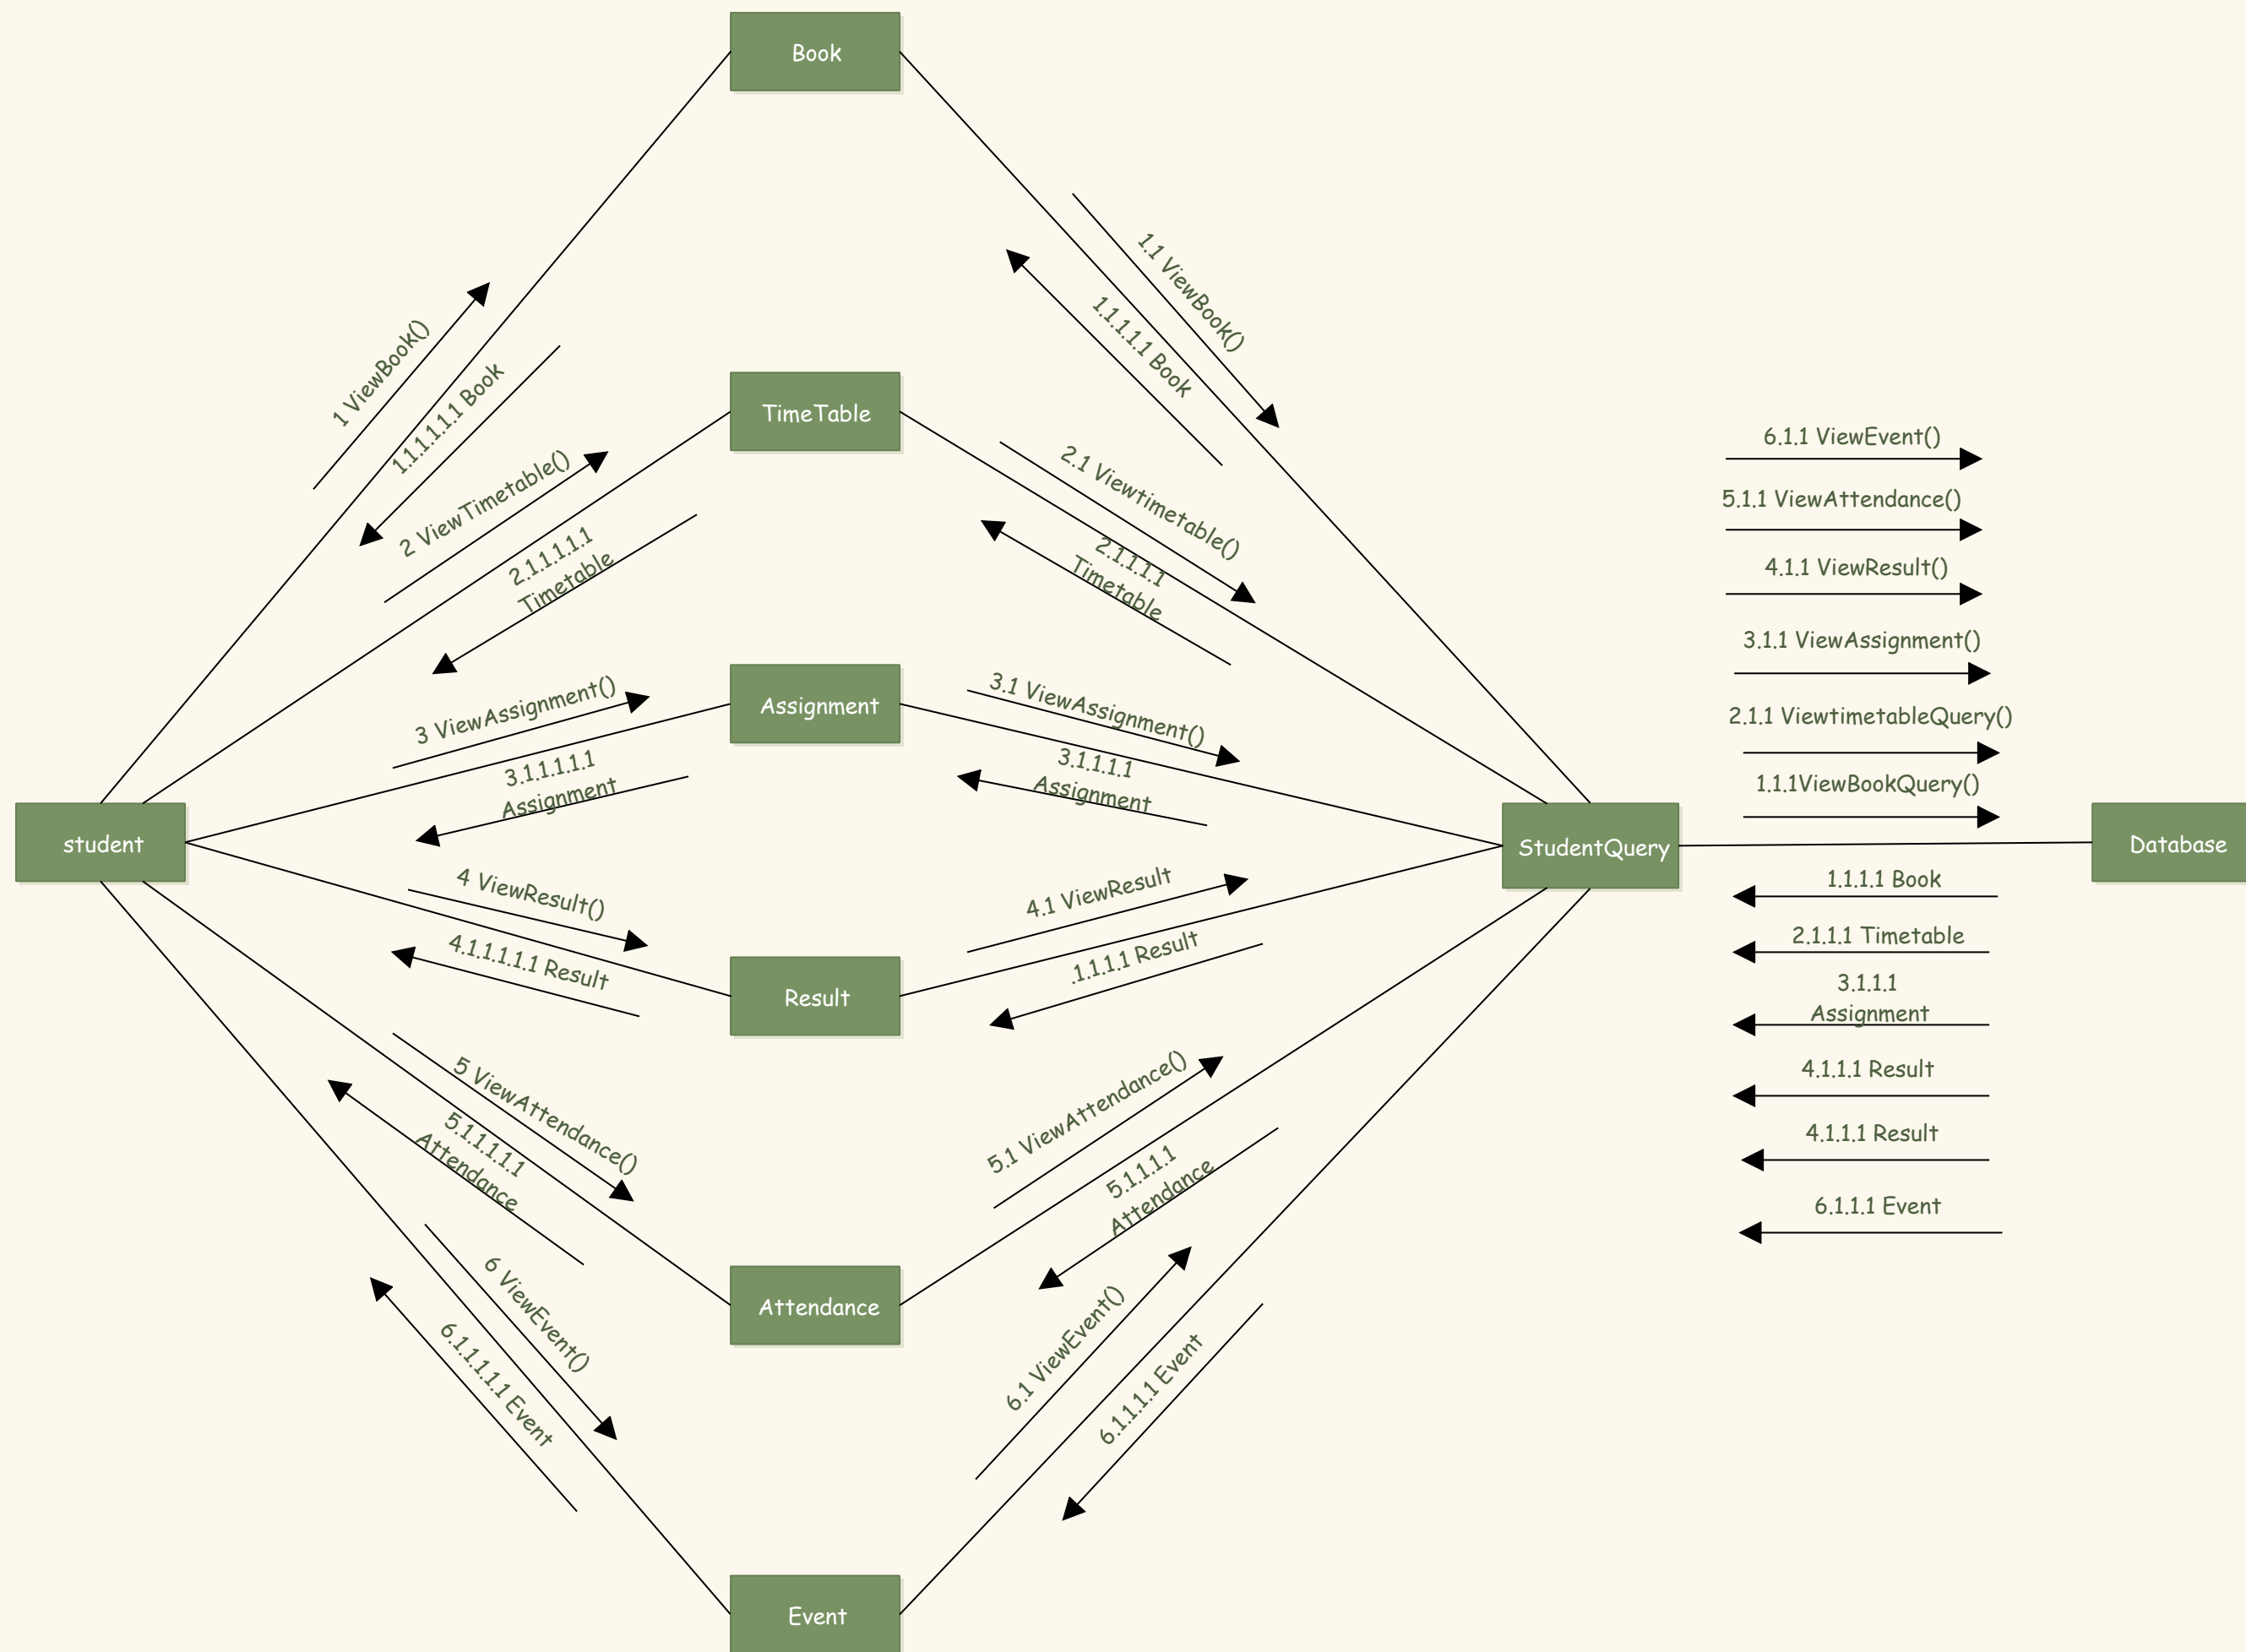 Book
1.1 ViewBook()
1.1.1.1.1 Book
1 ViewBook()
1.1.1.1.1.1 Book
TimeTable
2 ViewTimetable()
2.1.1.1.1.1
Timetable
2.1 Viewtimetable()
2.1.1.1.1
Timetable
6.1.1 ViewEvent()
5.1.1 ViewAttendance()
4.1.1 ViewResult()
3.1.1 ViewAssignment()
2.1.1 ViewtimetableQuery()
1.1.1ViewBookQuery()
Assignment
3 ViewAssignment()
3.1.1.1.1.1
Assignment
3.1 ViewAssignment()
3.1.1.1.1
Assignment
student
StudentQuery
Database
4 ViewResult()
4.1.1.1.1.1 Result
4.1 ViewResult
.1.1.1.1 Result
Result
1.1.1.1 Book
2.1.1.1 Timetable
3.1.1.1
Assignment
4.1.1.1 Result
4.1.1.1 Result
6.1.1.1 Event
5 ViewAttendance()
5.1.1.1.1.1
Attendance
5.1 ViewAttendance()
5.1.1.1.1
Attendance
Attendance
6 ViewEvent()
6.1.1.1.1.1 Event
6.1 ViewEvent()
6.1.1.1.1 Event
Event